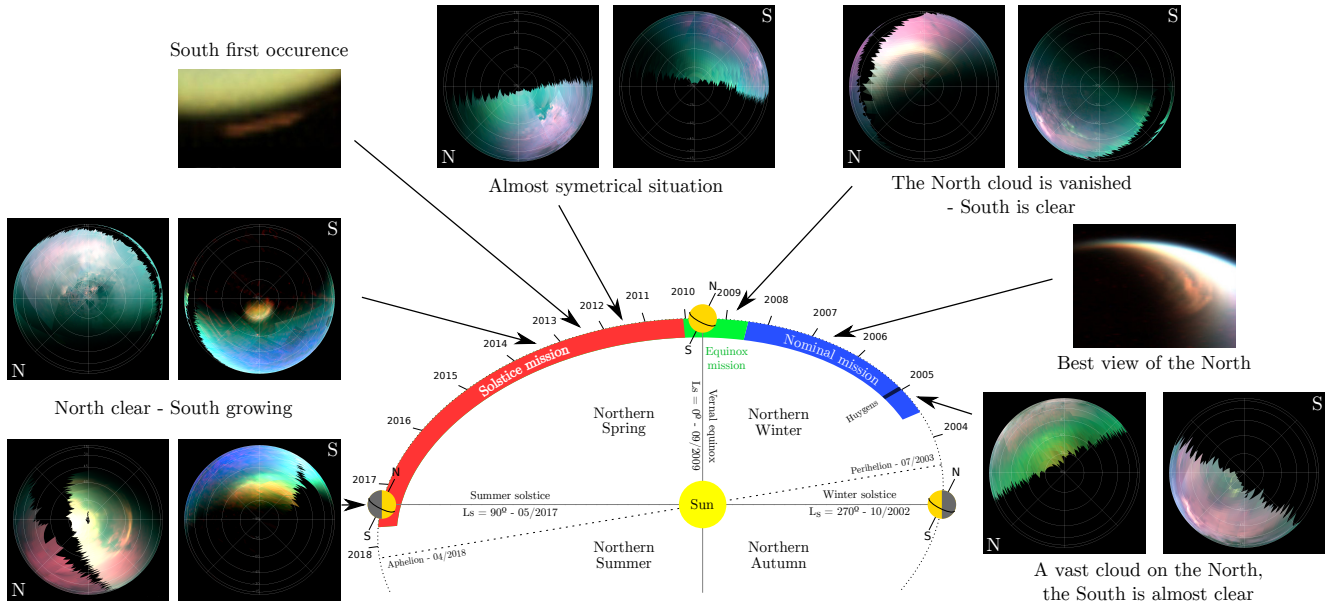 South first occurence
N
S
Almost symetrical situation
N
S
The North cloud is vanished
- South is clear
N
S
North clear - South growing
Best view of the North
N
S
A vast cloud on the North,
the South is almost clear
N
S
2018
2017
2016
2015
2014
2013
2012
2011
2010
2009
2008
2007
2006
2005
2004
N
S
N
S
N
S
Solstice mission
Equinox
mission
Nominal mission
Huygens
Northern
Spring
Northern
Winter
Vernal equinox
Ls = 0º - 09/2009
Perihelion - 07/2003
Summer solstice
Ls = 90º - 05/2017
Sun
Winter solstice
Ls = 270º - 10/2002
Aphelion - 04/2018
Northern
Summer
Northern
Autumn